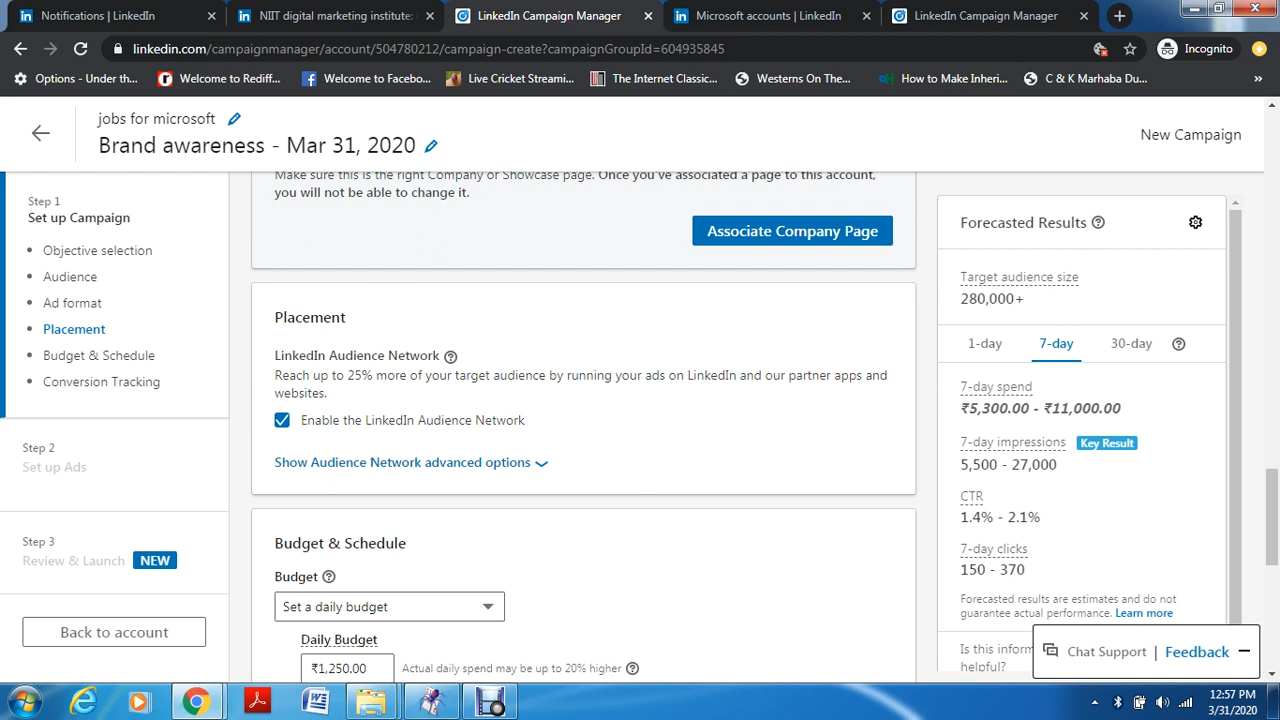 Notifications | LinkedIn
NIIT digital marketing institute:
LinkedIn Campaign Manager
Microsoft accounts | LinkedIn
LinkedIn Campaign Manager
linkedin.com/campaignmanager/account/504780212/campaign-create?campaignGroupId=604935845
Incognito
Options - Under th...
Welcome to Rediff...
Welcome to Facebo...
Live Cricket Streami...
The Internet Classic...
Westerns On The...
How to Make Inheri...
C & K Marhaba Du...
»
jobs for microsoft
Brand awareness - Mar 31, 2020
New Campaign
Step 1
Set up Campaign
• Objective selection
• Audience
• Ad format
• Placement
• Budget & Schedule
• Conversion Tracking
Step 2
Set up Ads
Step 3
Review & Launch NEW
Back to account
Make sure this is the right Company or Showcase page. Once you've associated a page to this account,
you will not be able to change it.
Associate Company Page
Placement
LinkedIn Audience Network ?
Reach up to 25% more of your target audience by running your ads on LinkedIn and our partner apps and
websites.
Enable the LinkedIn Audience Network
Show Audience Network advanced options
Budget & Schedule
Budget ?
Set a daily budget
Daily Budget
₹1,250.00 Actual daily spend may be up to 20% higher ?
Forecasted Results ?
Target audience size
280,000+
1-day 7-day 30-day ?
7-day spend
₹5,300.00 - ₹11,000.00
7-day impressions Key Result
5,500 - 27,000
CTR
1.4% - 2.1%
7-day clicks
150 - 370
Forecasted results are estimates and do not
guarantee actual performance. Learn more
Is this inform
helpful?
Chat Support | Feedback
12:57 PM
3/31/2020